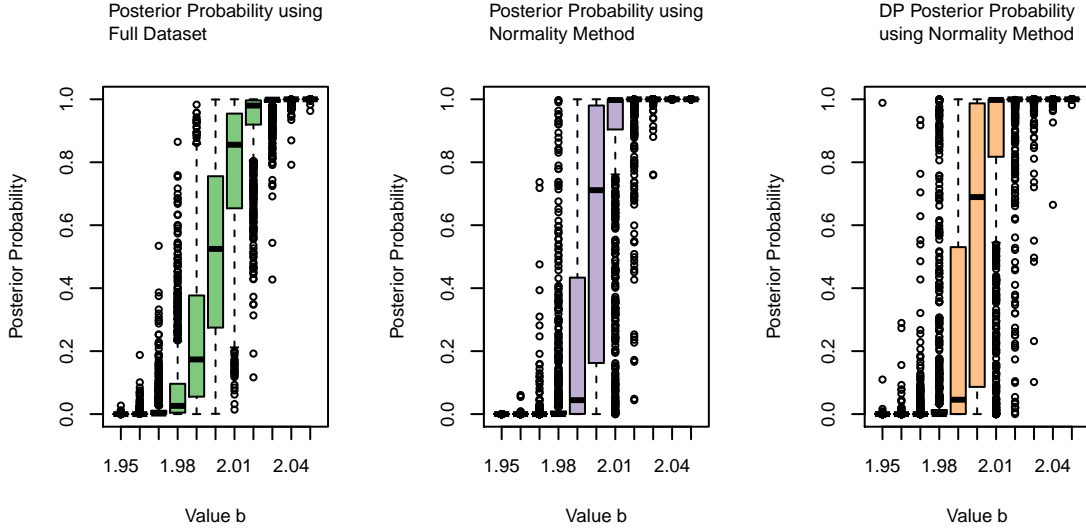 Posterior Probability using
Full Dataset
Posterior Probability
0.0 0.2 0.4 0.6 0.8 1.0
1.95 1.98 2.01 2.04
Value b
Posterior Probability using
Normality Method
Posterior Probability
0.0 0.2 0.4 0.6 0.8 1.0
1.95 1.98 2.01 2.04
Value b
DP Posterior Probability
using Normality Method
Posterior Probability
0.0 0.2 0.4 0.6 0.8 1.0
1.95 1.98 2.01 2.04
Value b